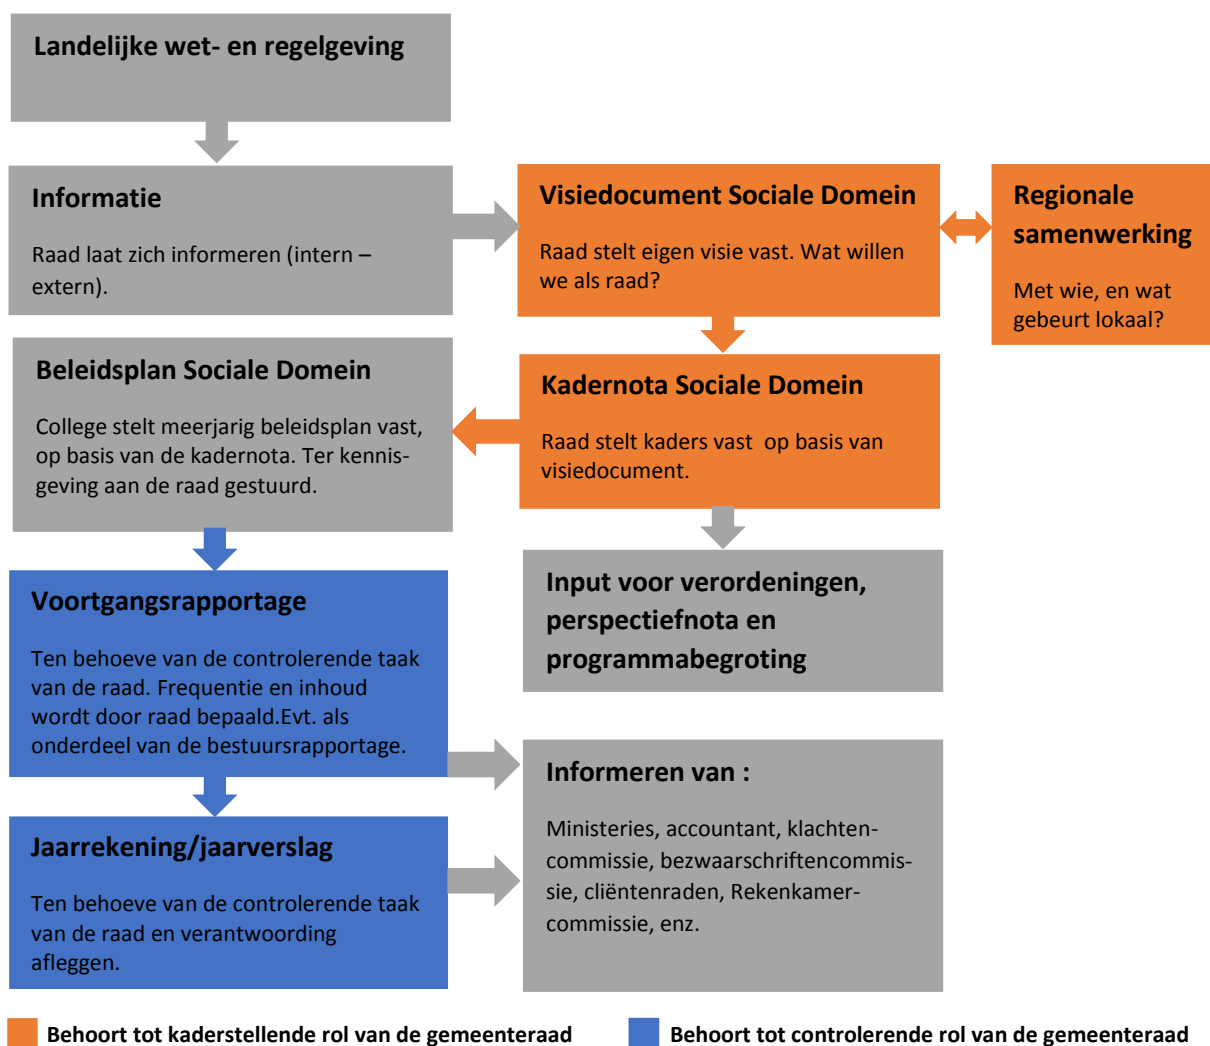 Landelijke wet- en regelgeving
Informatie
Raad laat zich informeren (intern –
extern).
Visiedocument Sociale Domein
Raad stelt eigen visie vast. Wat willen
we als raad?
Regionale
samenwerking
Met wie, en wat
gebeurt lokaal?
Beleidsplan Sociale Domein
College stelt meerjarig beleidsplan vast,
op basis van de kadernota. Ter kennis-
geving aan de raad gestuurd.
Kadernota Sociale Domein
Raad stelt kaders vast  op basis van
visiedocument.
Voortgangsrapportage
Ten behoeve van de controlerende taak
van de raad. Frequentie en inhoud
wordt door raad bepaald.Evt. als
onderdeel van de bestuursrapportage.
Input voor verordeningen,
perspectiefnota en
programmabegroting
Jaarrekening/jaarverslag
Ten behoeve van de controlerende taak
van de raad en verantwoording
afleggen.
Informeren van :
Ministeries, accountant, klachten-
commissie, bezwaarschriftencommis-
sie, cliëntenraden, Rekenkamer-
commissie, enz.
Behoort tot kaderstellende rol van de gemeenteraad
Behoort tot controlerende rol van de gemeenteraad